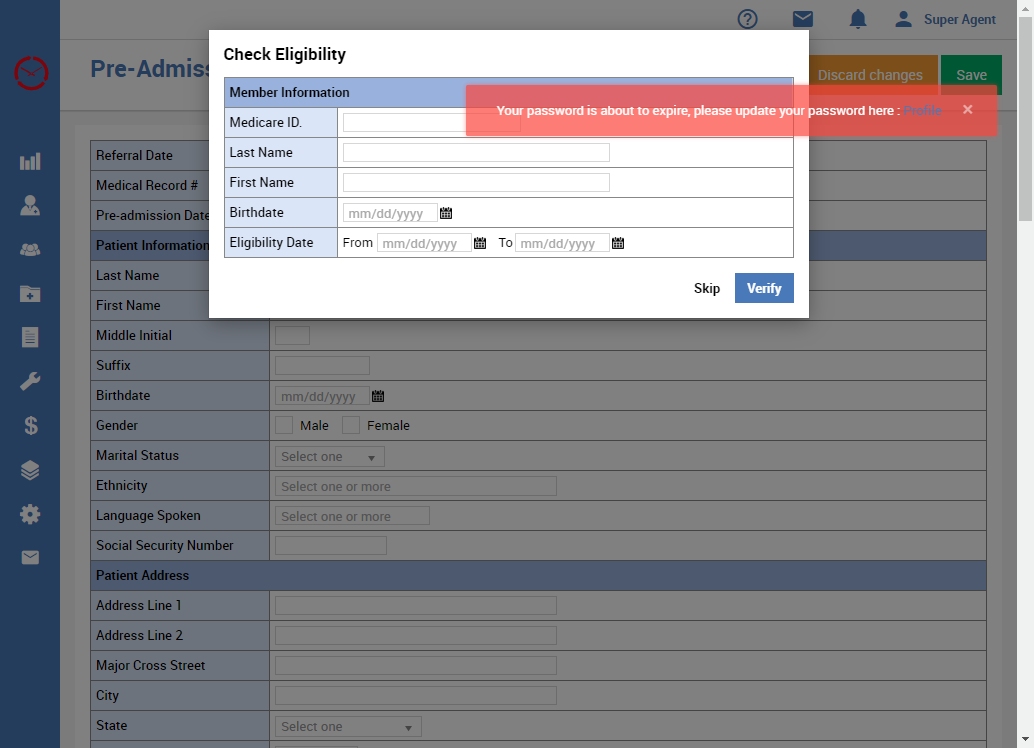 Super Agent
Pre-Admiss
Discard changes
Save
Check Eligibility
Member Information
Your password is about to expire, please update your password here : Profile ×
Medicare ID.
Last Name
First Name
Birthdate mm/dd/yyyy
Eligibility Date From mm/dd/yyyy To mm/dd/yyyy
Skip Verify
Referral Date
Medical Record #
Pre-admission Date
Patient Information
Last Name
First Name
Middle Initial
Suffix
Birthdate mm/dd/yyyy
Gender Male Female
Marital Status Select one
Ethnicity Select one or more
Language Spoken Select one or more
Social Security Number
Patient Address
Address Line 1
Address Line 2
Major Cross Street
City
State Select one